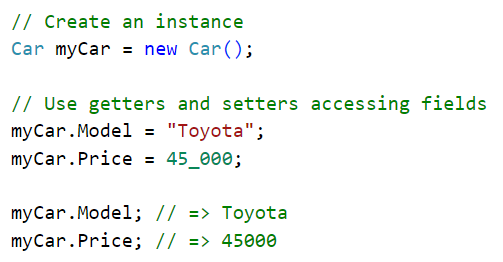 // Create an instance
Car myCar = new Car();
// Use getters and setters accessing fields
myCar.Model = "Toyota";
myCar.Price = 45_000;
myCar.Model; // => Toyota
myCar.Price; // => 45000